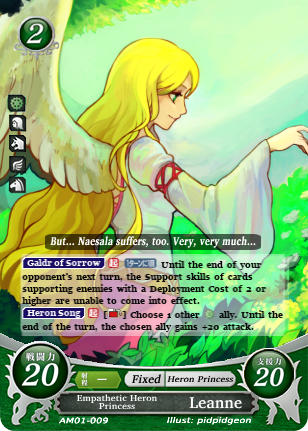 2
But... Naesala suffers, too. Very, very much...
Galdr of Sorrow 起 Until the end of your
opponent's next turn, the Support skills of cards
supporting enemies with a Deployment Cost of 2 or
higher are unable to come into effect.
Heron Song 起 [ ] Choose 1 other ally. Until
the end of the turn, the chosen ally gains +20 attack.
戦闘力
20
射程 — Fixed Heron Princess
支援力
20
Empathetic Heron
Princess
Leanne
AM01-009 Illust: pidpidgeon